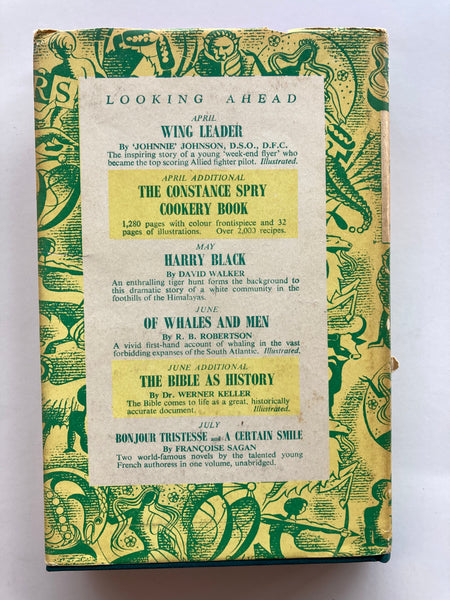 RS
LOOKING AHEAD
APRIL
WING LEADER
By 'JOHNNIE' JOHNSON, D.S.O., D.F.C.
The inspiring story of a young 'week-end flyer' who
became the top scoring Allied fighter pilot. Illustrated.
APRIL ADDITIONAL
THE CONSTANCE SPRY
COOKERY BOOK
1,280 pages with colour frontispiece and 32
pages of illustrations. Over 2,000 recipes.
MAY
HARRY BLACK
By DAVID WALKER
An enthralling tiger hunt forms the background to
this dramatic story of a white community in the
foothills of the Himalayas.
JUNE
OF WHALES AND MEN
By R. B. ROBERTSON
A vivid first-hand account of whaling in the vast
forbidding expanses of the South Atlantic. Illustrated.
JUNE ADDITIONAL
THE BIBLE AS HISTORY
By Dr. WERNER KELLER
The Bible comes to life as a great, historically
accurate document. Illustrated.
JULY
BONJOUR TRISTESSE and A CERTAIN SMILE
By FRANÇOISE SAGAN
Two world-famous novels by the talented young
French authoress in one volume, unabridged.